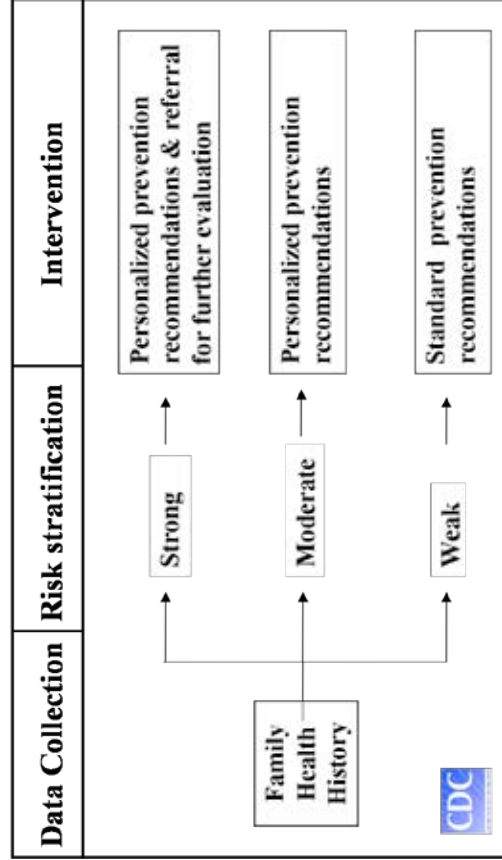 Data Collection
Risk stratification
Intervention
Family
Health
History
Strong
Moderate
Weak
Personalized prevention
recommendations & referral
for further evaluation
Personalized prevention
recommendations
Standard prevention
recommendations
CDC